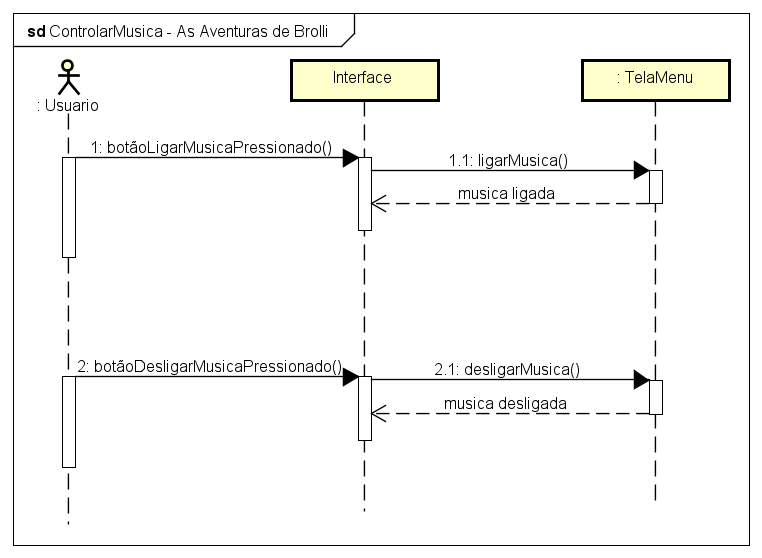 sd ControlarMusica - As Aventuras de Brolli
: Usuario
Interface
: TelaMenu
1: botãoLigarMusicaPressionado()
1.1: ligarMusica()
musica ligada
2: botãoDesligarMusicaPressionado()
2.1: desligarMusica()
musica desligada